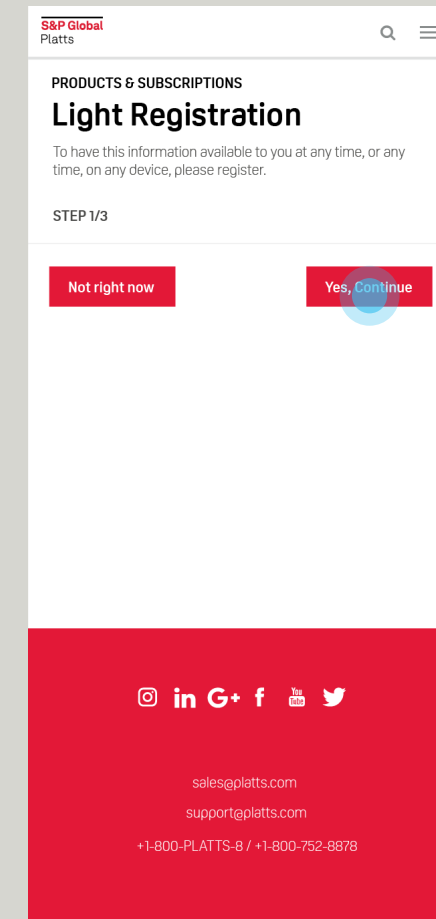 S&P Global
Platts
PRODUCTS & SUBSCRIPTIONS
Light Registration
To have this information available to you at any time, or any
time, on any device, please register.
STEP 1/3
Not right now
Yes, Continue
in G+ f You Tube
sales@platts.com
support@platts.com
+1-800-PLATTS-8 / +1-800-752-8878